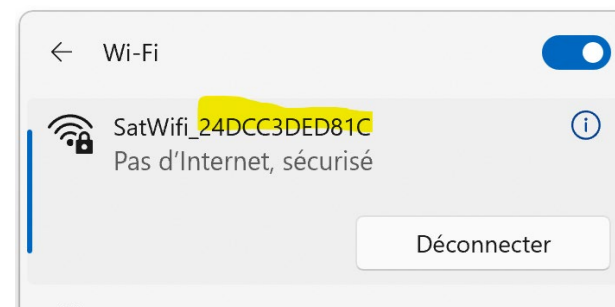 Wi-Fi
SatWifi_24DCC3DED81C
Pas d’Internet, sécurisé
Déconnecter